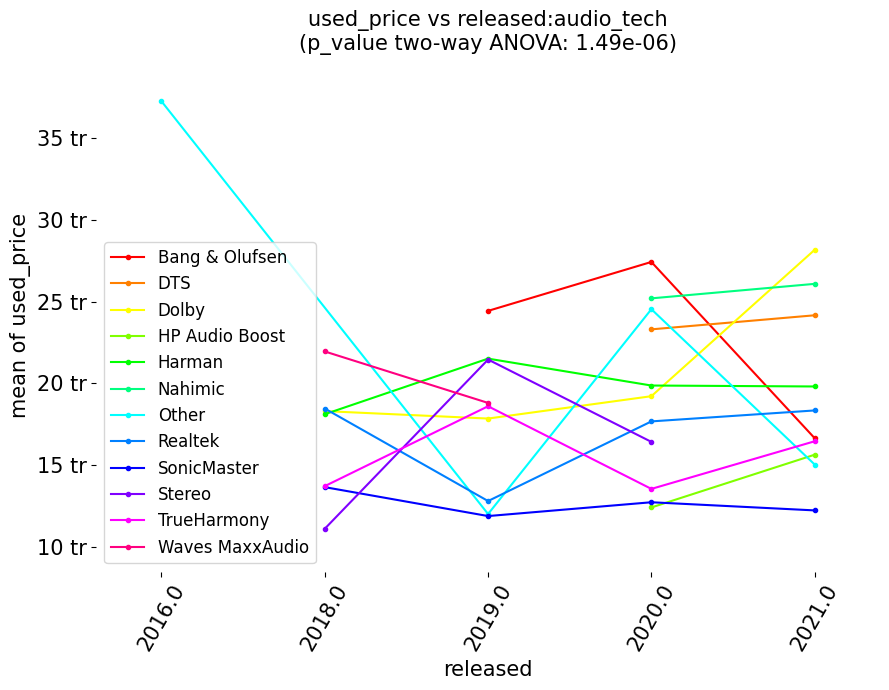 used_price vs released:audio_tech
(p_value two-way ANOVA: 1.49e-06)
mean of used_price
35 tr
30 tr
25 tr
20 tr
15 tr
10 tr
Bang & Olufsen
DTS
Dolby
HP Audio Boost
Harman
Nahimic
Other
Realtek
SonicMaster
Stereo
TrueHarmony
Waves MaxxAudio
2016.0
2018.0
2019.0
2020.0
2021.0
released